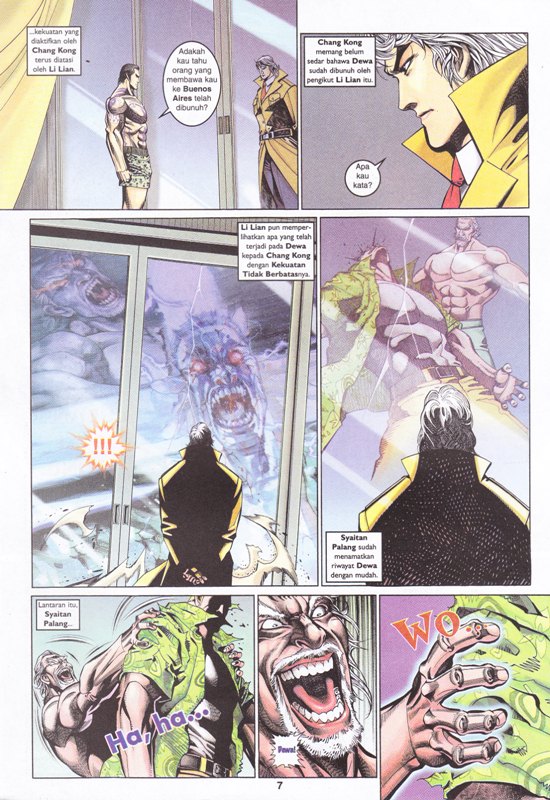 ...kekuatan yang
diaktifkan oleh
Chang Kong
terus diatasi
oleh Li Lian.
Adakah
kau tahu
orang yang
membawa kau
ke Buenos
Aires telah
dibunuh?
Chang Kong
memang belum
sedar bahawa Dewa
sudah dibunuh oleh
pengikut Li Lian itu.
Apa
kau
kata?
Li Lian pun memper-
lihatkan apa yang telah
terjadi pada Dewa
kepada Chang Kong
dengan Kekuatan
Tidak Berbatasnya.
!!!
Syaitan
Palang sudah
menamatkan
riwayat Dewa
dengan mudah.
Lantaran itu,
Syaitan
Palang...
Ha, ha...
WO
7